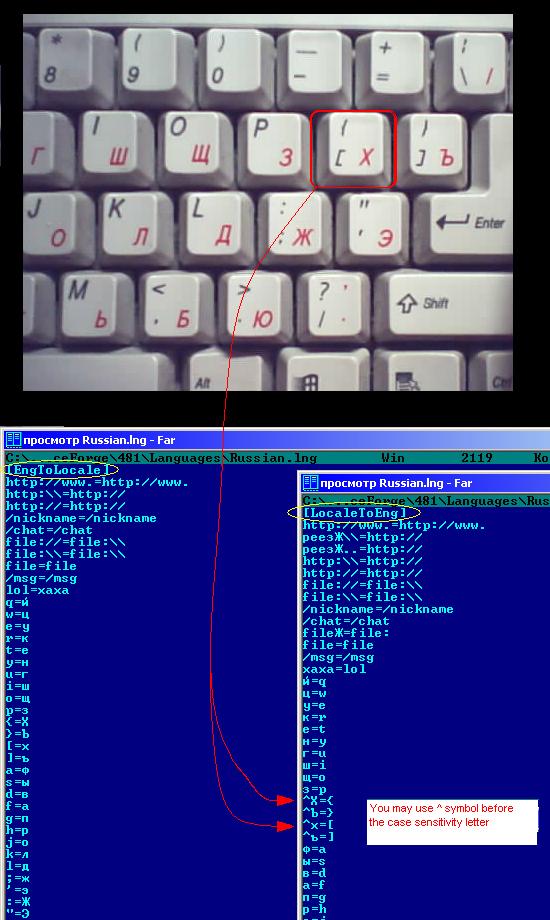 * ( ) — + ¦
8 9 0 - = \ /
I O P { }
Г Ш Щ З [ Х ] Ъ
J K L : "
О Л Д ; Ж ' Э Enter
M < > ? '
Ь , Б . Ю / . Shift
Alt Ctrl
просмотр Russian.lng - Far
C:\...ceForge\481\Languages\Russian.lng Win 2119 Ko
[EngToLocale]
http://www.=http://www.
http:\\=http://
http://=http://
/nickname=/nickname
/chat=/chat
file://=file:\\
file:\\=file:\\
file=file
/msg=/msg
lol=хаха
q=й
w=ц
e=у
r=к
t=е
y=н
u=г
i=ш
o=щ
p=з
{=Х
}=Ъ
[=х
]=ъ
a=ф
s=ы
d=в
f=а
g=п
h=р
j=о
k=л
l=д
;=ж
'=э
:=Ж
"=Э
просмотр Russian.lng - Far
C:\...ceForge\481\Languages\Rus
[LocaleToEng]
http://www.=http://www.
реезЖ\\=http://
реезЖ..=http://
http:\\=http://
http://=http://
file://=file:\\
file:\\=file:\\
/nickname=/nickname
/chat=/chat
fileЖ=file:
file=file
/msg=/msg
хаха=lol
й=q
ц=w
у=e
к=r
е=t
н=y
г=u
ш=i
щ=o
з=p
^Х={
^Ъ=}
^х=[
^ъ=]
ф=a
ы=s
в=d
а=f
п=g
р=h
You may use ^ symbol before
the case sensitivity letter